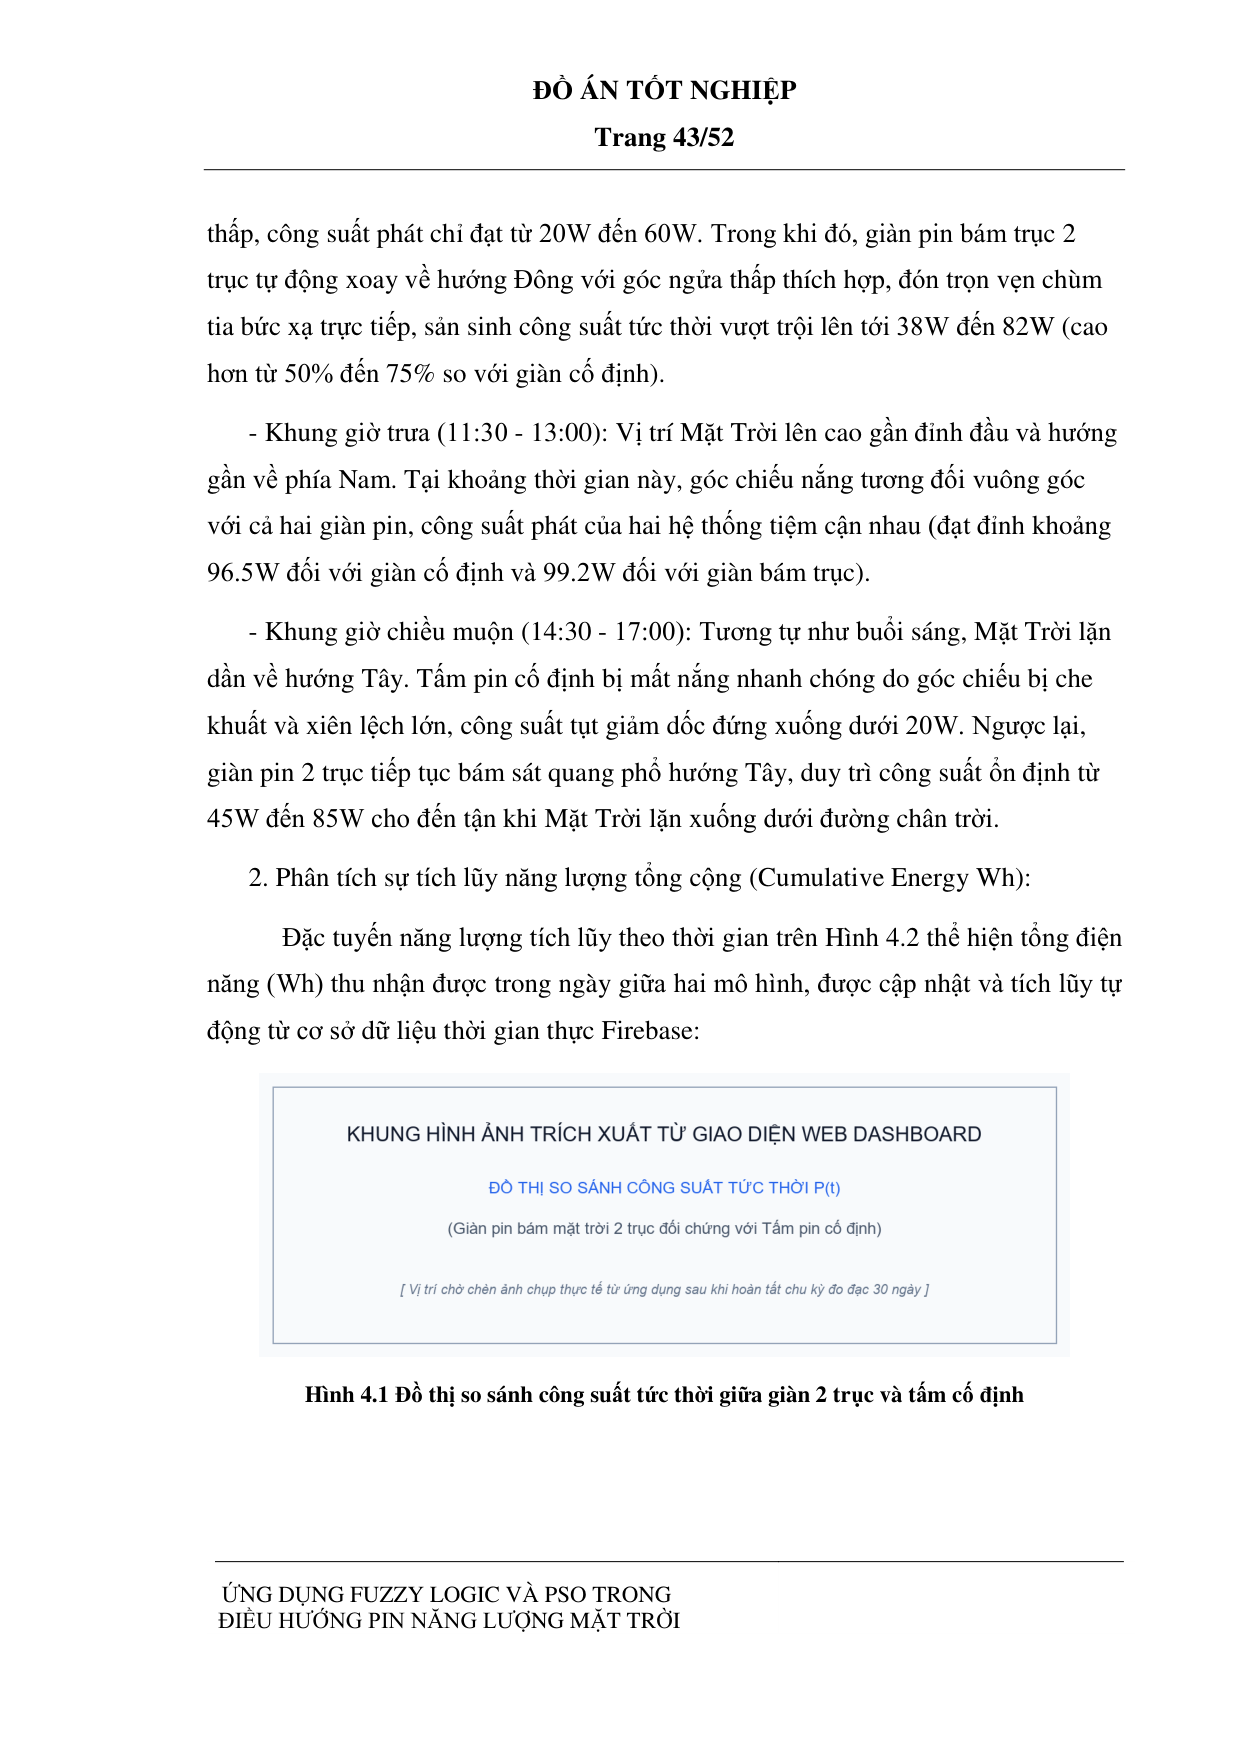 ĐỒ ÁN TỐT NGHIỆP
Trang 43/52
thấp, công suất phát chỉ đạt từ 20W đến 60W. Trong khi đó, giàn pin bám trục 2
trục tự động xoay về hướng Đông với góc ngửa thấp thích hợp, đón trọn vẹn chùm
tia bức xạ trực tiếp, sản sinh công suất tức thời vượt trội lên tới 38W đến 82W (cao
hơn từ 50% đến 75% so với giàn cố định).
- Khung giờ trưa (11:30 - 13:00): Vị trí Mặt Trời lên cao gần đỉnh đầu và hướng
gần về phía Nam. Tại khoảng thời gian này, góc chiếu nắng tương đối vuông góc
với cả hai giàn pin, công suất phát của hai hệ thống tiệm cận nhau (đạt đỉnh khoảng
96.5W đối với giàn cố định và 99.2W đối với giàn bám trục).
- Khung giờ chiều muộn (14:30 - 17:00): Tương tự như buổi sáng, Mặt Trời lặn
dần về hướng Tây. Tấm pin cố định bị mất nắng nhanh chóng do góc chiếu bị che
khuất và xiên lệch lớn, công suất tụt giảm dốc đứng xuống dưới 20W. Ngược lại,
giàn pin 2 trục tiếp tục bám sát quang phổ hướng Tây, duy trì công suất ổn định từ
45W đến 85W cho đến tận khi Mặt Trời lặn xuống dưới đường chân trời.
2. Phân tích sự tích lũy năng lượng tổng cộng (Cumulative Energy Wh):
Đặc tuyến năng lượng tích lũy theo thời gian trên Hình 4.2 thể hiện tổng điện
năng (Wh) thu nhận được trong ngày giữa hai mô hình, được cập nhật và tích lũy tự
động từ cơ sở dữ liệu thời gian thực Firebase:
KHUNG HÌNH ẢNH TRÍCH XUẤT TỪ GIAO DIỆN WEB DASHBOARD
ĐỒ THỊ SO SÁNH CÔNG SUẤT TỨC THỜI P(t)
(Giàn pin bám mặt trời 2 trục đối chứng với Tấm pin cố định)
[ Vị trí chờ chèn ảnh chụp thực tế từ ứng dụng sau khi hoàn tất chu kỳ đo đạc 30 ngày ]
Hình 4.1 Đồ thị so sánh công suất tức thời giữa giàn 2 trục và tấm cố định
ỨNG DỤNG FUZZY LOGIC VÀ PSO TRONG
ĐIỀU HƯỚNG PIN NĂNG LƯỢNG MẶT TRỜI